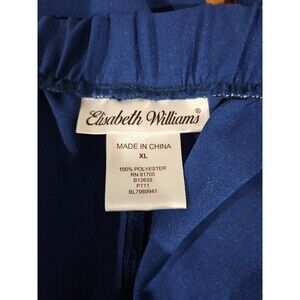 Elisabeth Williams®
MADE IN CHINA
XL
100% POLYESTER
RN 81700
B12639
P711
BL7989941